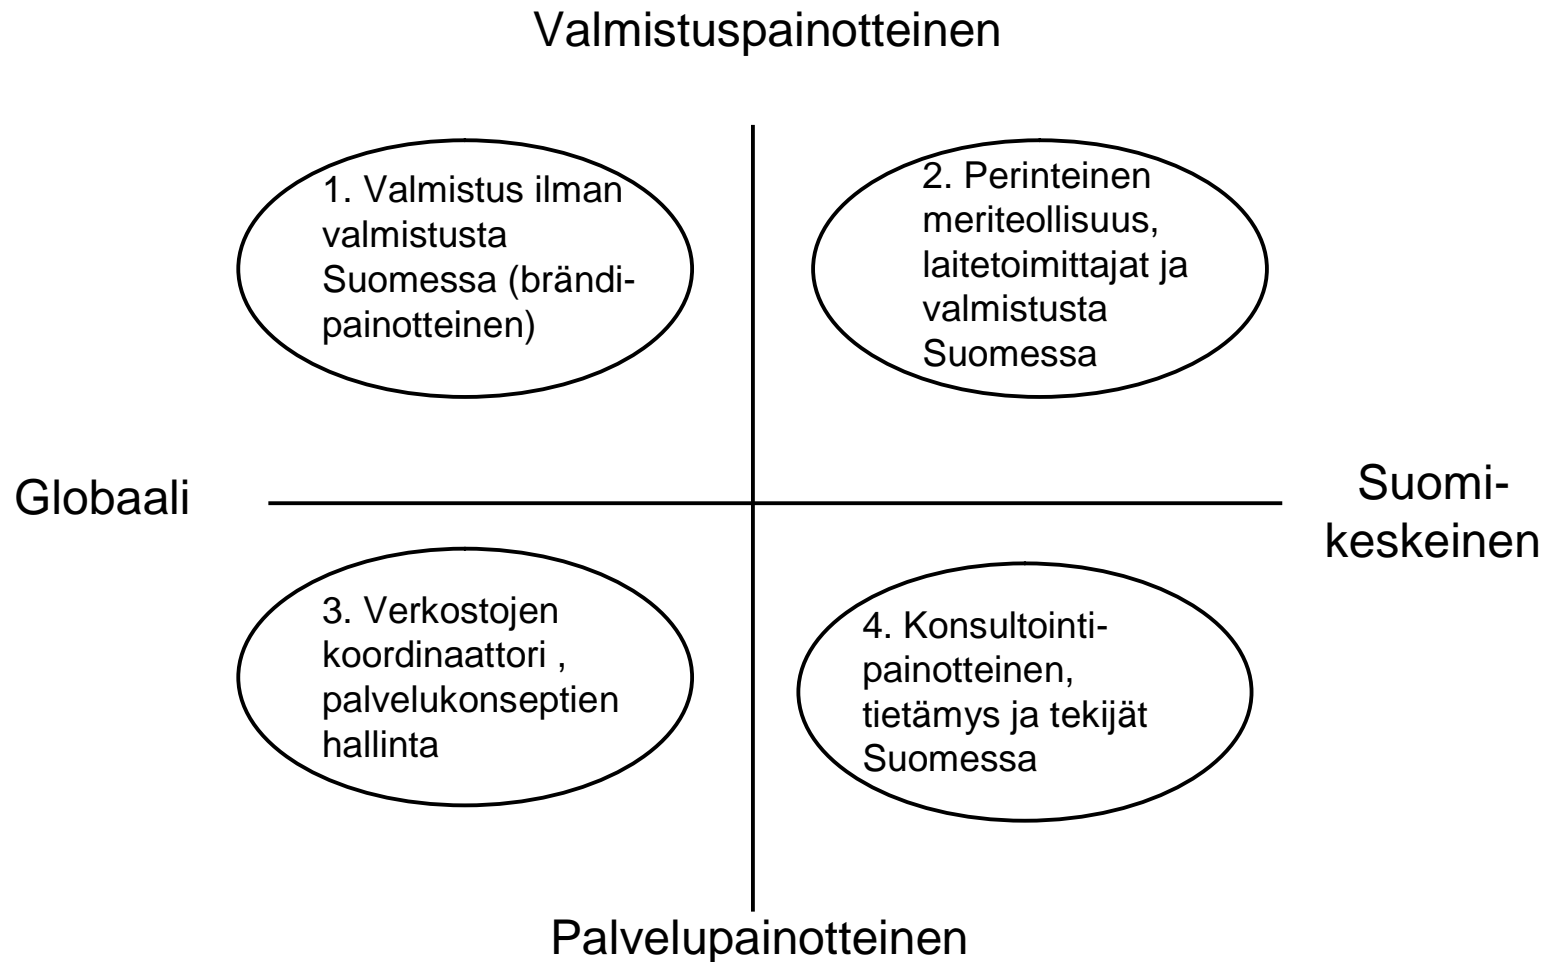 Valmistuspainotteinen
1. Valmistus ilman
valmistusta
Suomessa (brändi-
painotteinen)
2. Perinteinen
meriteollisuus,
laitetoimittajat ja
valmistusta
Suomessa
Globaali
Suomi-
keskeinen
3. Verkostojen
koordinaattori ,
palvelukonseptien
hallinta
4. Konsultointi-
painotteinen,
tietämys ja tekijät
Suomessa
Palvelupainotteinen